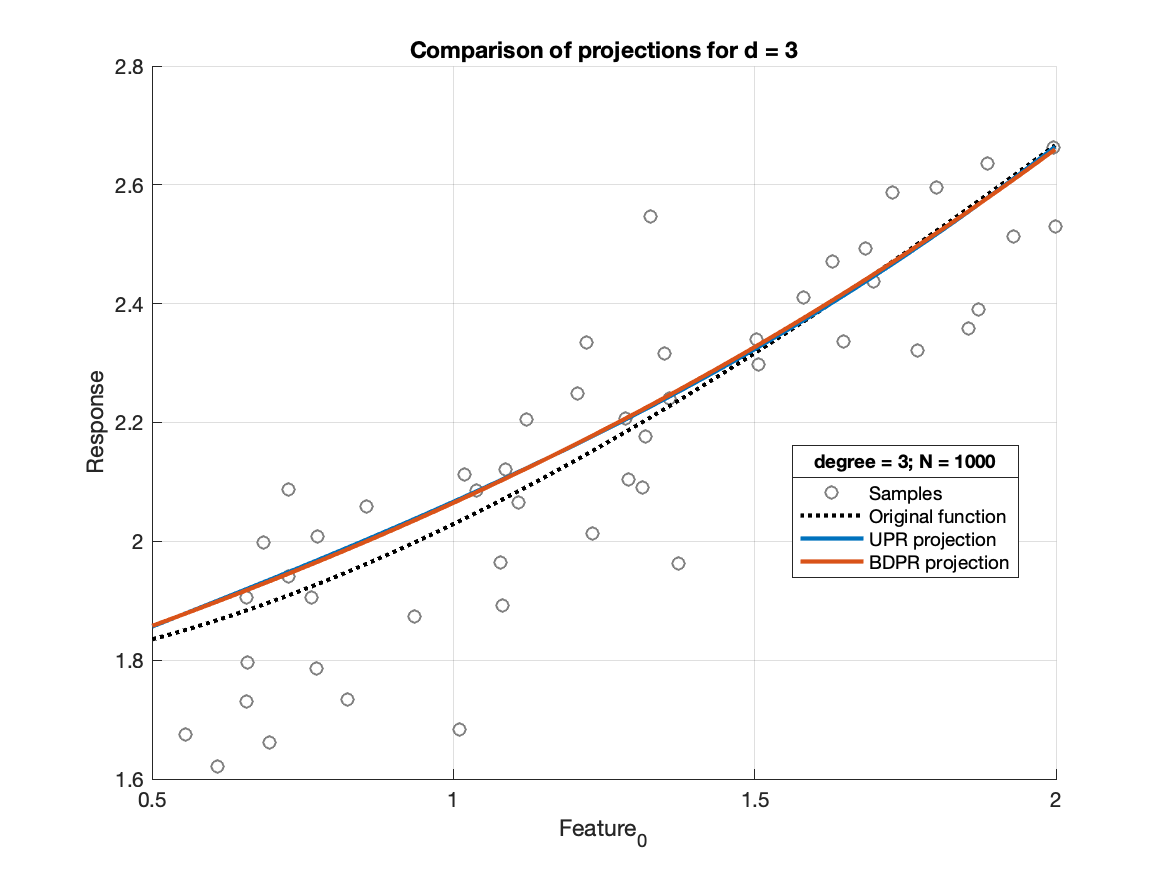 Comparison of projections for d = 3
2.8
2.6
2.4
2.2
2
1.8
1.6
Response
degree = 3; N = 1000
Samples
Original function
UPR projection
BDPR projection
0.5 1 1.5 2
Feature0